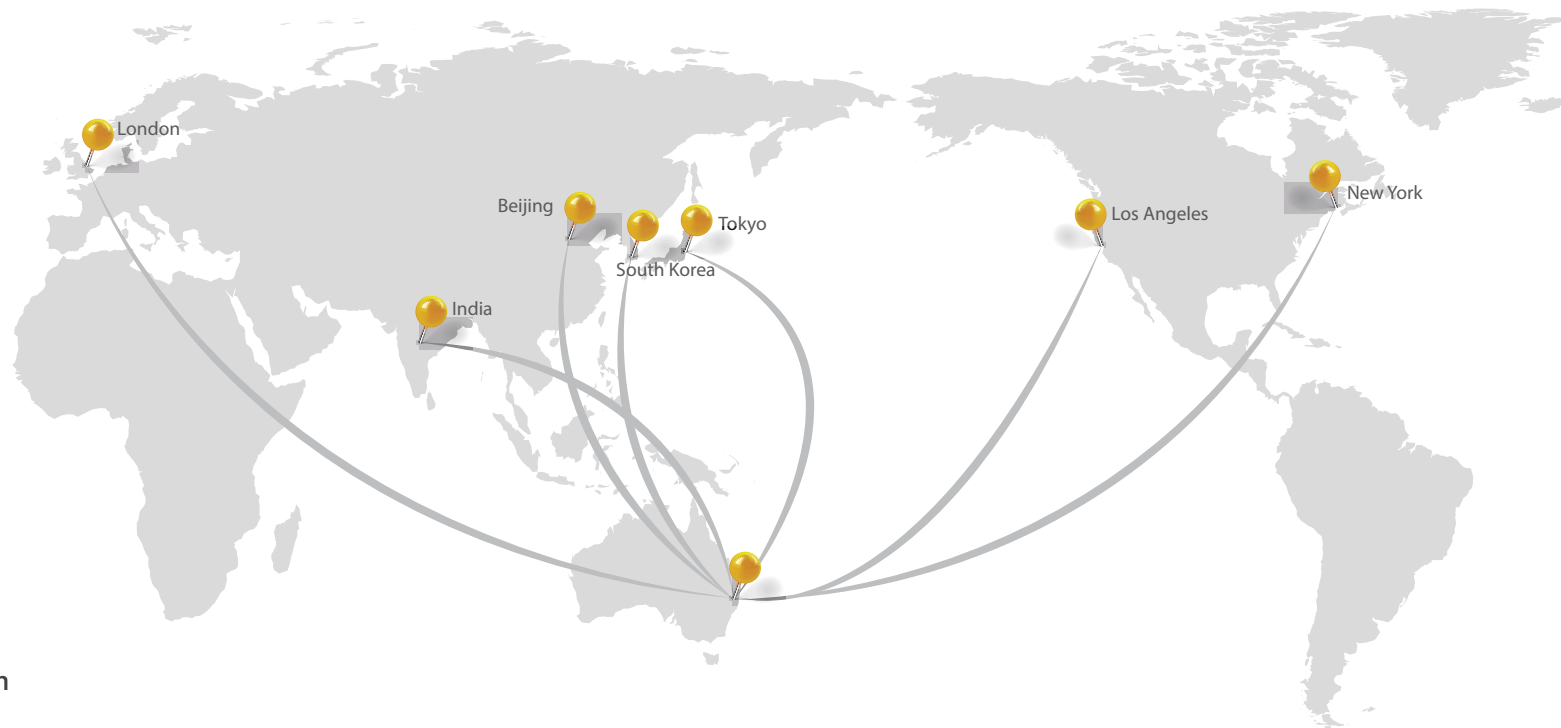 London
New York
Beijing
Los Angeles
Tokyo
South Korea
India